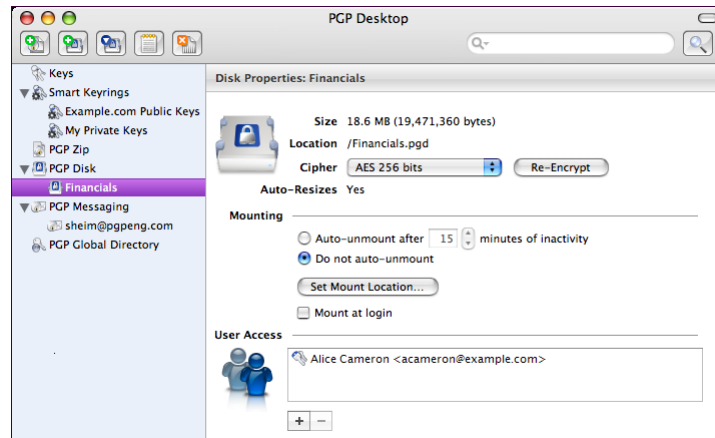 PGP Desktop
Keys
Smart Keyrings
Example.com Public Keys
My Private Keys
PGP Zip
PGP Disk
Financials
PGP Messaging
sheim@pgpeng.com
PGP Global Directory
Disk Properties: Financials
Size 18.6 MB (19,471,360 bytes)
Location /Financials.pgd
Cipher AES 256 bits Re-Encrypt
Auto-Resizes Yes
Mounting
Auto-unmount after 15 minutes of inactivity
Do not auto-unmount
Set Mount Location...
Mount at login
User Access
Alice Cameron <acameron@example.com>
+ −